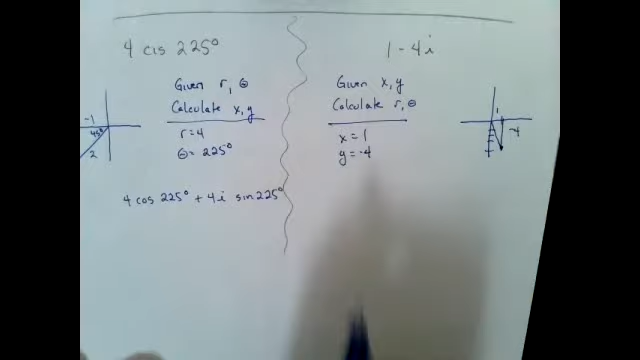 4 cis 225°
Given r, θ
Calculate x, y
r = 4
θ = 225°
-1
45°
2
4 cos 225° + 4i sin 225°
1 - 4i
Given x, y
Calculate r, θ
x = 1
y = -4
1
-4